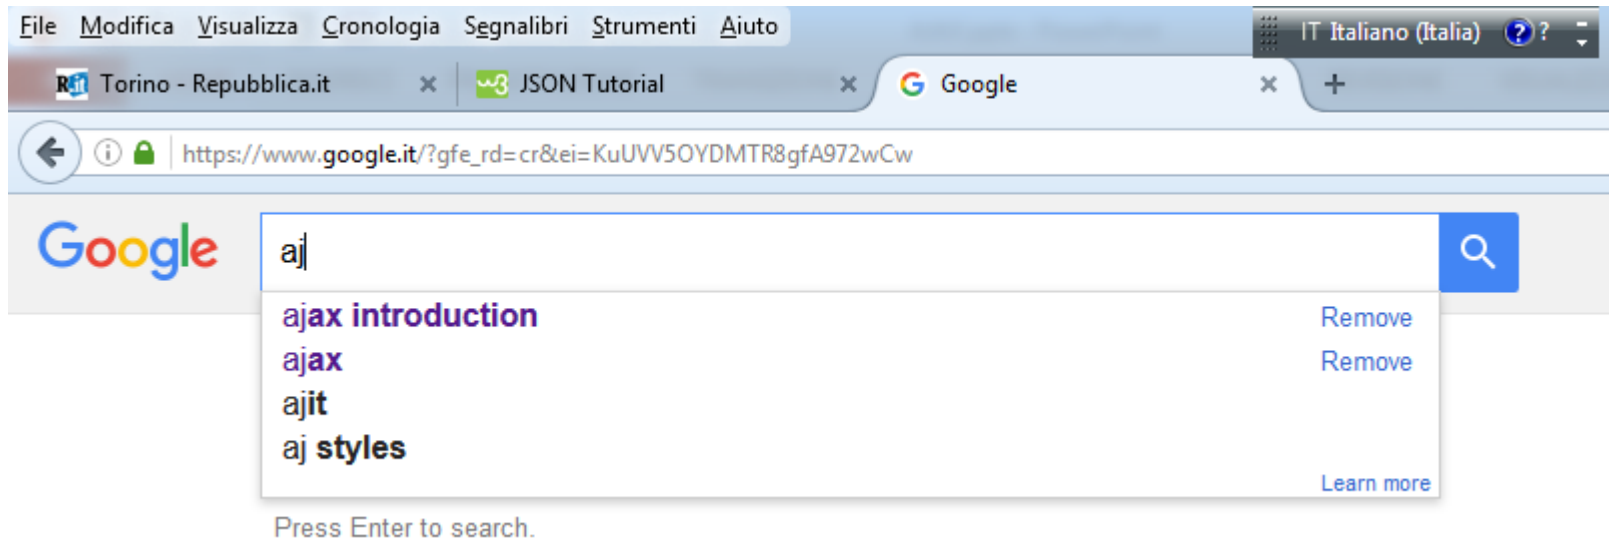 File Modifica Visualizza Cronologia Segnalibri Strumenti Aiuto
IT Italiano (Italia) ? ?
R.it Torino - Repubblica.it × w3 JSON Tutorial × G Google × +
https://www.google.it/?gfe_rd=cr&ei=KuUVV5OYDMTR8gfA972wCw
Google aj
ajax introduction Remove
ajax Remove
ajit
aj styles
Learn more
Press Enter to search.